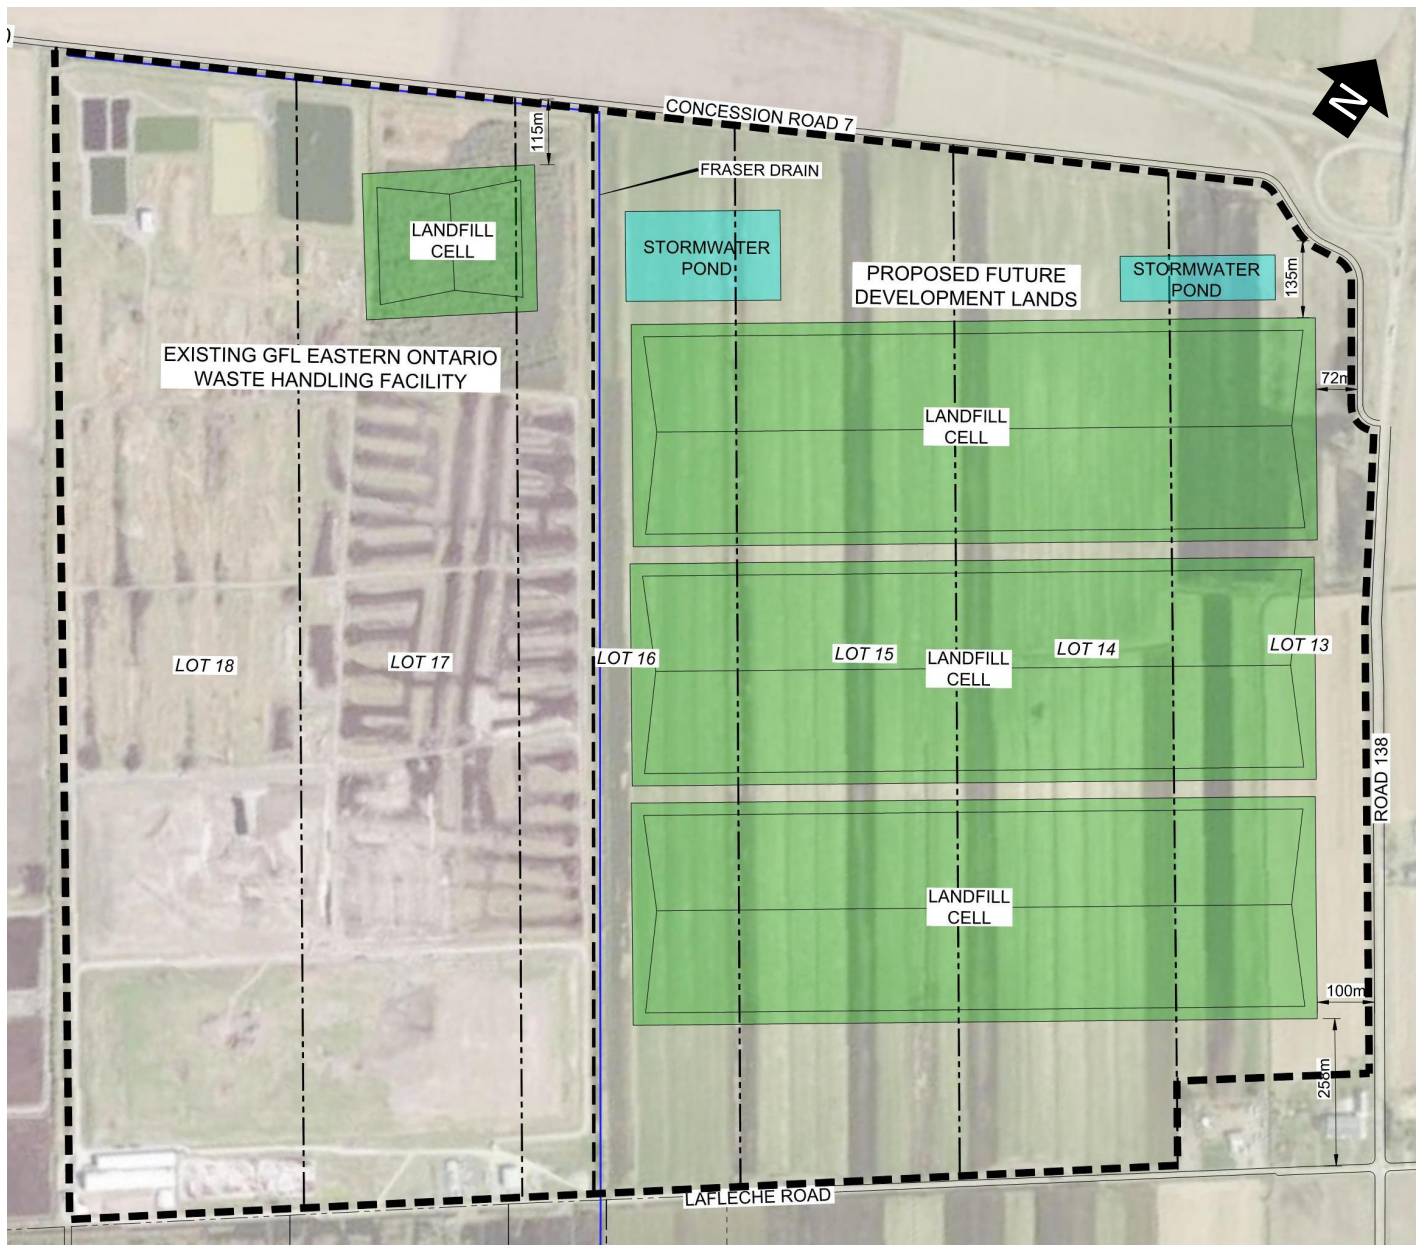 )
N
CONCESSION ROAD 7
115m
FRASER DRAIN
LANDFILL
CELL
STORMWATER
POND
PROPOSED FUTURE
DEVELOPMENT LANDS
STORMWATER
POND
135m
EXISTING GFL EASTERN ONTARIO
WASTE HANDLING FACILITY
72m
LANDFILL
CELL
LOT 18
LOT 17
LOT 16
LOT 15
LANDFILL
CELL
LOT 14
LOT 13
ROAD 138
LANDFILL
CELL
100m
258m
LAFLECHE ROAD